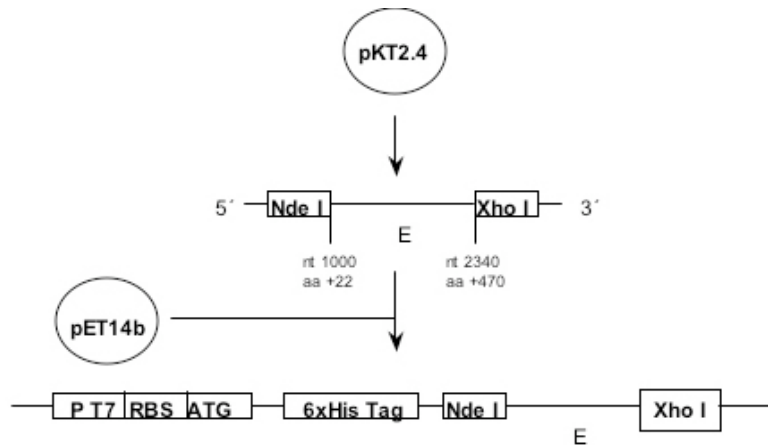 pKT2.4
5´ Nde I Xho I 3´
E
nt 1000 nt 2340
aa +22 aa +470
pET14b
P T7 RBS ATG 6xHis Tag Nde I Xho I
E